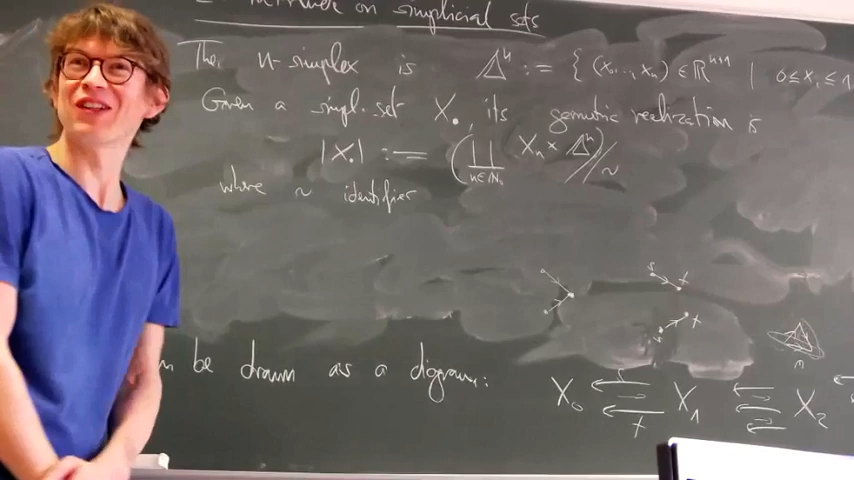 on simplicial sets
The n-simplex is Δⁿ := { (x₀,..,xₙ) ∈ ℝⁿ⁺¹ | 0≤xᵢ≤1
Given a simpl. set X., its geometric realization is
|X.| := (∐ n∈ℕ₀ Xₙ × Δⁿ)/~
where ~ identifies
s t
t
be drawn as a digram:
s
X₀ X₁ X₂
t